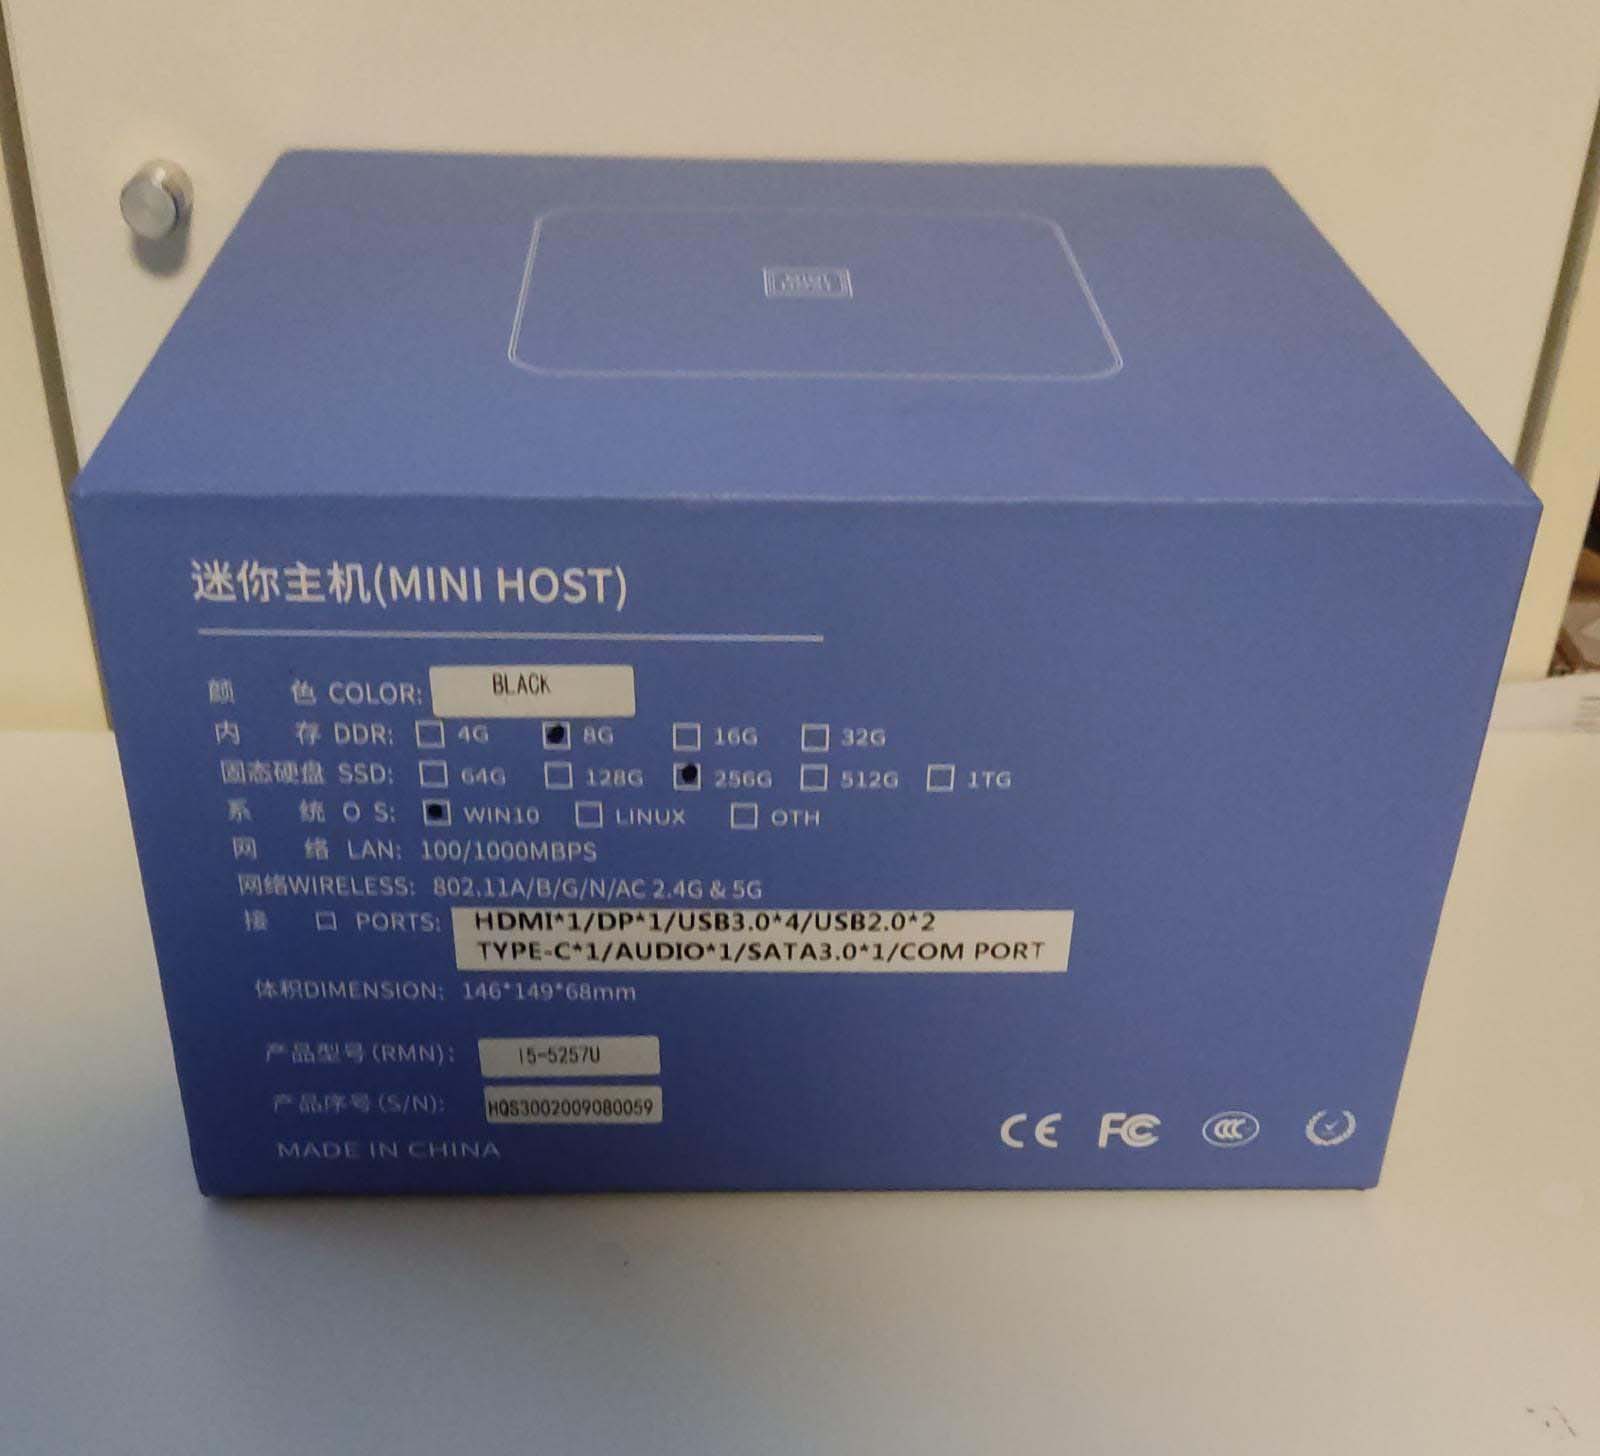 MINI
HOST
迷你主机(MINI HOST)
颜 色 COLOR: BLACK
内 存 DDR: 4G 8G 16G 32G
固态硬盘 SSD: 64G 128G 256G 512G 1TG
系 统 O S: WIN10 LINUX OTH
网 络 LAN: 100/1000MBPS
网络WIRELESS: 802.11A/B/G/N/AC 2.4G & 5G
接 口 PORTS: HDMI*1/DP*1/USB3.0*4/USB2.0*2
TYPE-C*1/AUDIO*1/SATA3.0*1/COM PORT
体积DIMENSION: 146*149*68mm
产品型号(RMN): I5-5257U
产品序号(S/N): HQS3002009080059
MADE IN CHINA
CE FC CCC